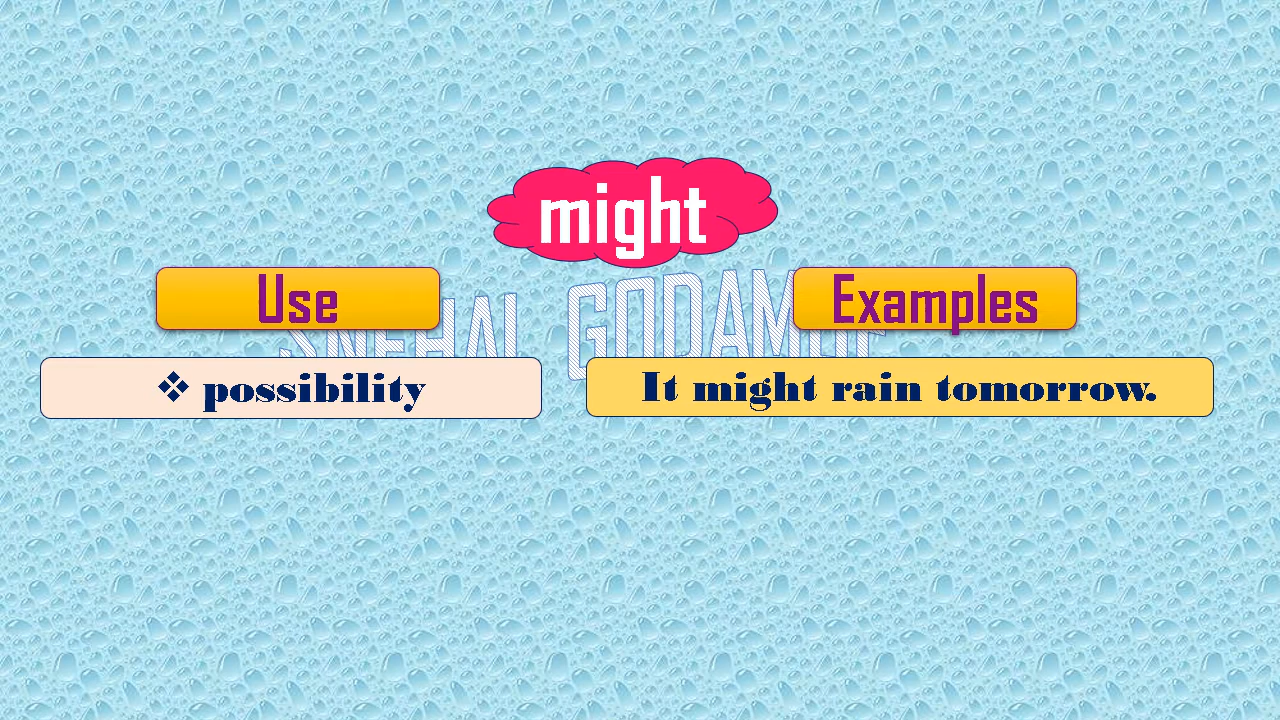 might
Use
Examples
❖ possibility
It might rain tomorrow.